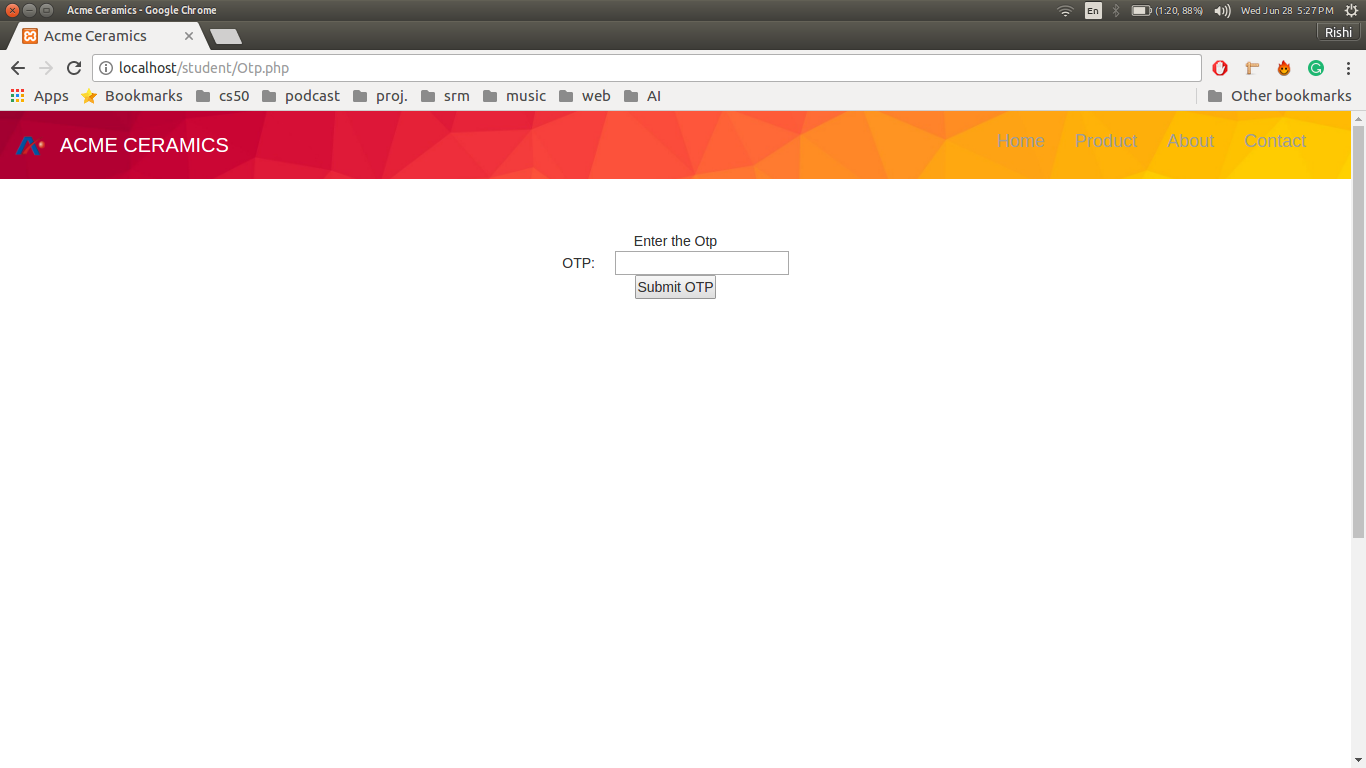 Acme Ceramics - Google Chrome En (1:20, 88%) Wed Jun 28 5:27 PM
Acme Ceramics Rishi
localhost/student/Otp.php
Apps Bookmarks cs50 podcast proj. srm music web AI Other bookmarks
ACME CERAMICS Home Product About Contact
Enter the Otp
OTP:
Submit OTP